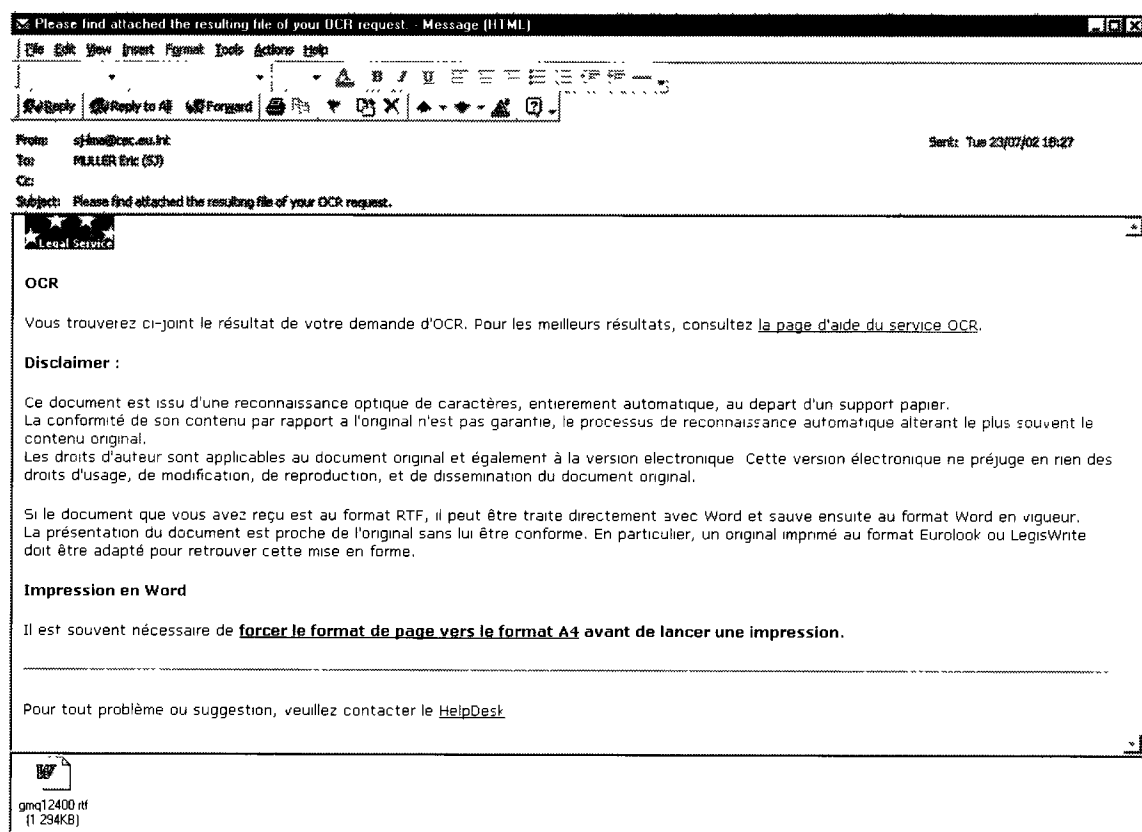 Please find attached the resulting file of your OCR request. - Message (HTML)
File Edit View Insert Format Tools Actions Help
A B I U
Reply Reply to All Forward
From: sj-ima@cec.eu.int Sent: Tue 23/07/02 18:27
To: MULLER Eric (SJ)
Cc:
Subject: Please find attached the resulting file of your OCR request.
Legal Service
OCR
Vous trouverez ci-joint le résultat de votre demande d'OCR. Pour les meilleurs résultats, consultez la page d'aide du service OCR.
Disclaimer :
Ce document est issu d'une reconnaissance optique de caractères, entierement automatique, au depart d'un support papier.
La conformité de son contenu par rapport a l'original n'est pas garantie, le processus de reconnaissance automatique alterant le plus souvent le
contenu original.
Les droits d'auteur sont applicables au document original et également à la version electronique Cette version électronique ne préjuge en rien des
droits d'usage, de modification, de reproduction, et de dissemination du document original.
Si le document que vous avez reçu est au format RTF, il peut être traite directement avec Word et sauve ensuite au format Word en vigueur.
La présentation du document est proche de l'original sans lui être conforme. En particulier, un original imprimé au format Eurolook ou LegisWrite
doit être adapté pour retrouver cette mise en forme.
Impression en Word
Il est souvent nécessaire de forcer le format de page vers le format A4 avant de lancer une impression.
Pour tout problème ou suggestion, veuillez contacter le HelpDesk
gmq12400 rtf
(1 294KB)